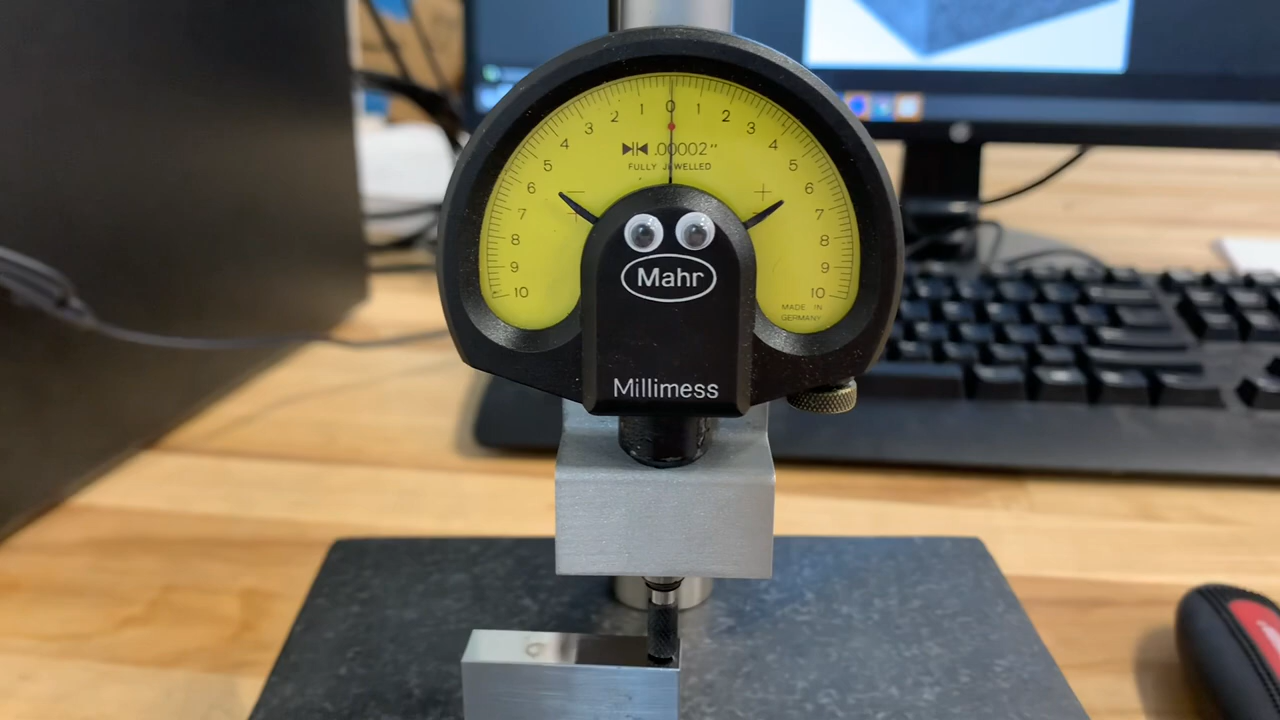 5 4 3 2 1 0 1 2 3 4 5
.00002"
FULLY JEWELLED
6 - + 6
7 7
8 8
9 9
10 10
MADE IN
GERMANY
Mahr
Millimess